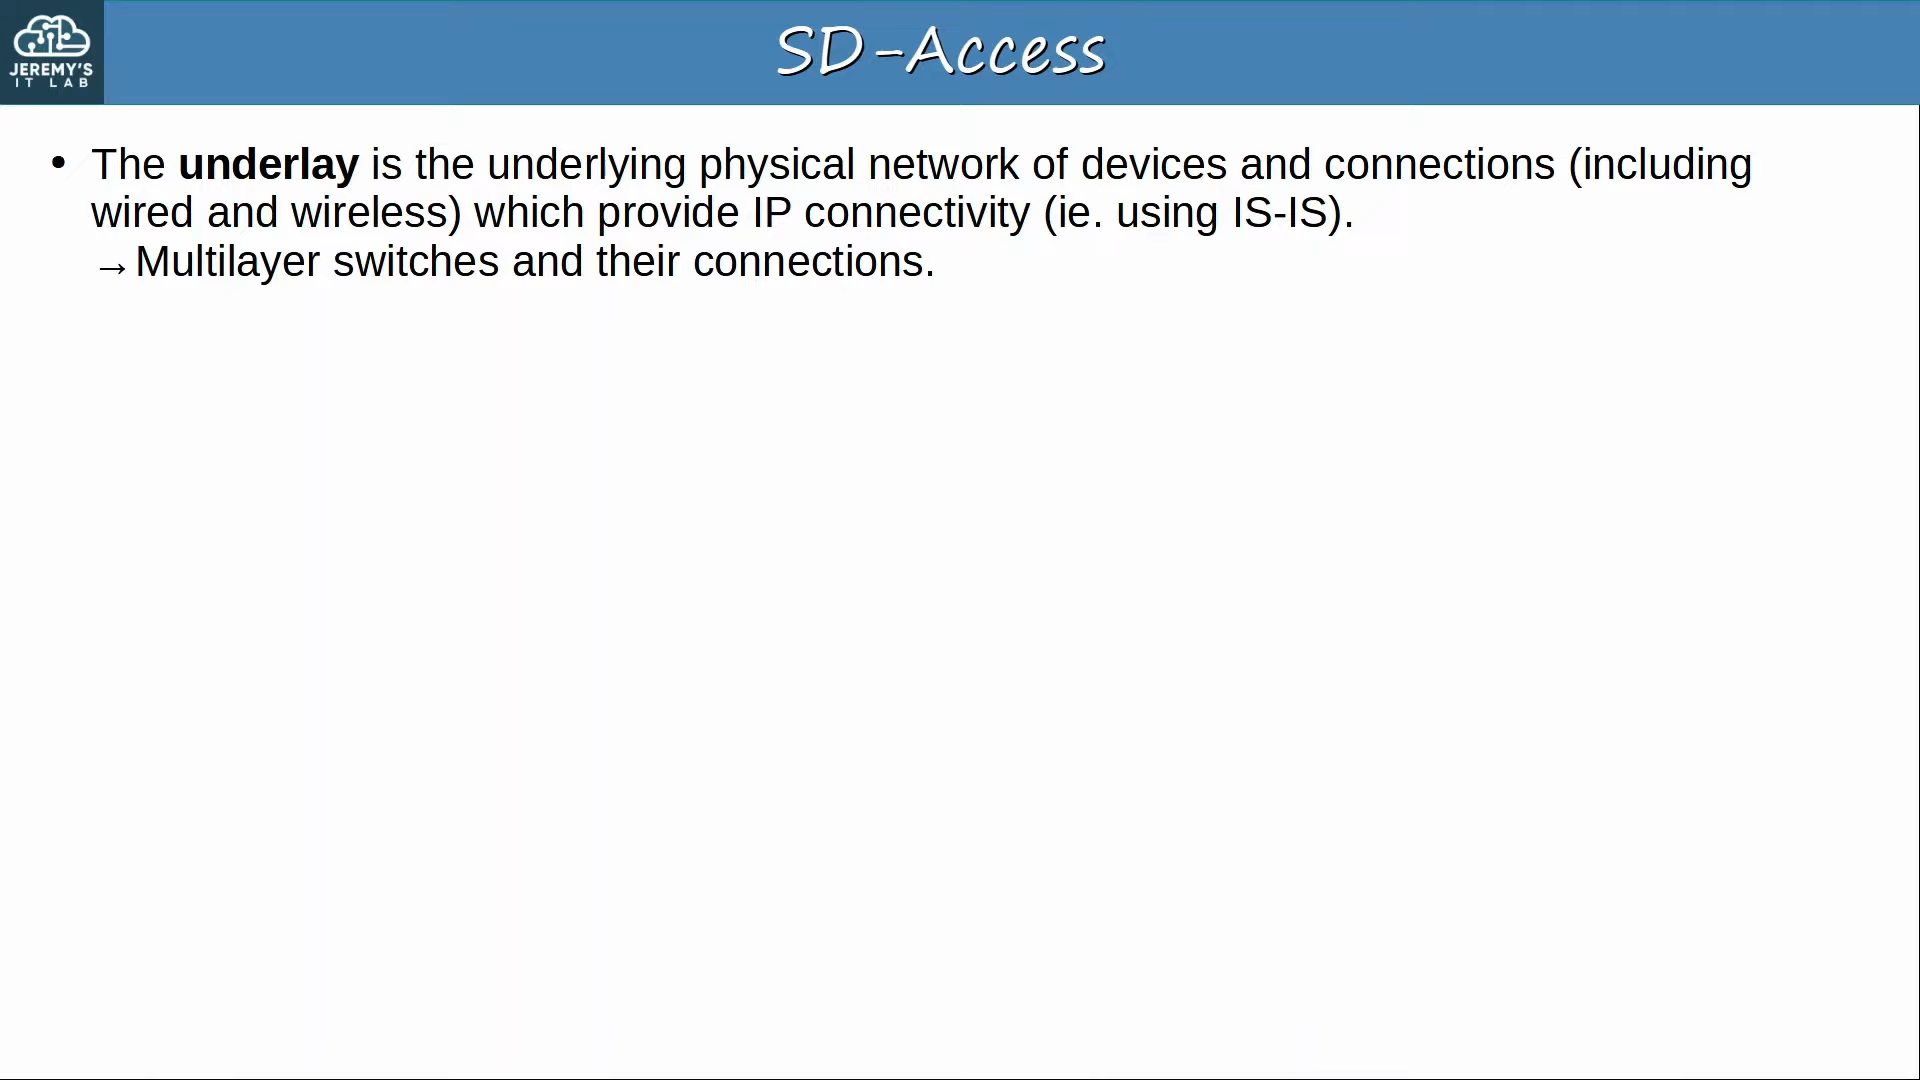 JEREMY'S
IT LAB
SD-Access
• The underlay is the underlying physical network of devices and connections (including
wired and wireless) which provide IP connectivity (ie. using IS-IS).
→Multilayer switches and their connections.